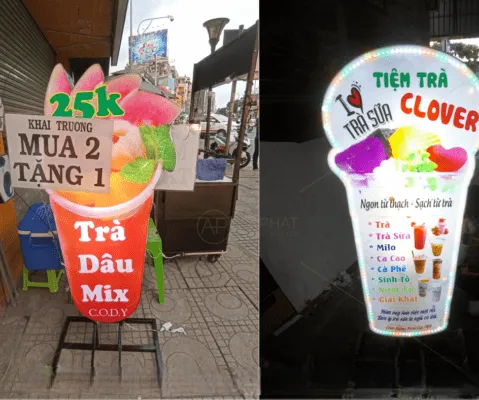 25k
KHAI TRƯƠNG
MUA 2
TẶNG 1
Trà
Dâu
Mix
C.O.D.Y
TIỆM TRÀ
CLOVER
I
TRÀ SỮA
Ngon từ thạch - Sạch từ trà
* Trà
* Trà Sữa
* Milo
* Ca Cao
* Cà Phê
* Sinh Tố
* Giải Khát
PHAT